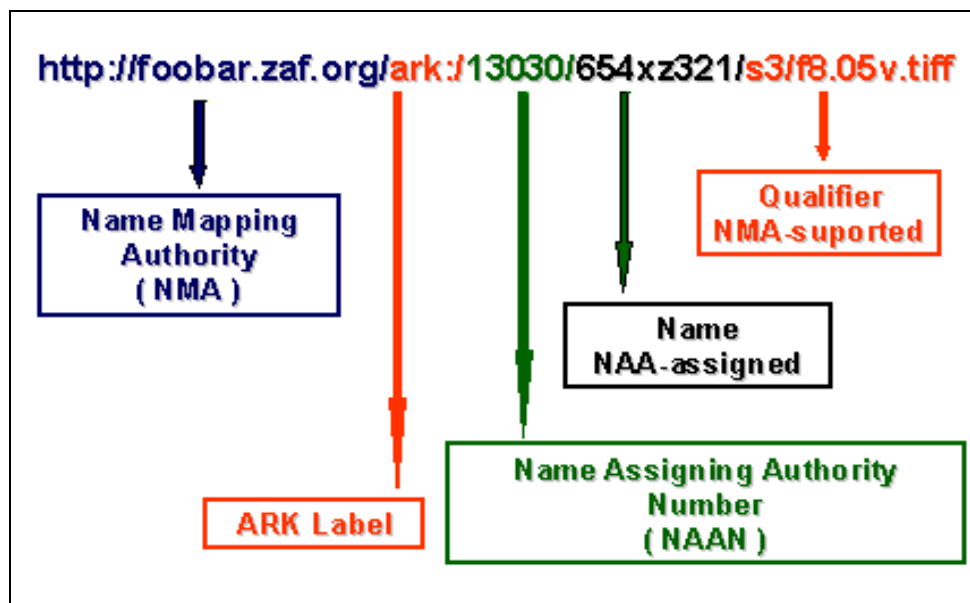 http://foobar.zaf.org/ark:/13030/654xz321/s3/f8.05v.tiff
Name Mapping
Authority
( NMA )
Qualifier
NMA-suported
Name
NAA-assigned
Name Assigning Authority
Number
( NAAN )
ARK Label